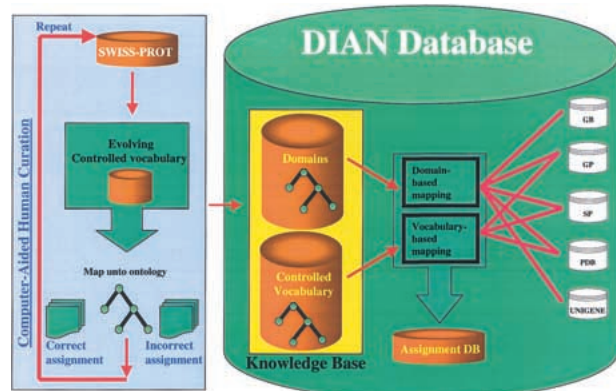 Repeat
SWISS-PROT
Evolving
Controlled vocabulary
Map unto ontology
Correct
assignment
Incorrect
assignment
Computer-Aided Human Curation
DIAN Database
Domains
Controlled
Vocabulary
Knowledge Base
Domain-
based
mapping
Vocabulary-
based
mapping
Assignment DB
GB
GP
SP
PDB
UNIGENE